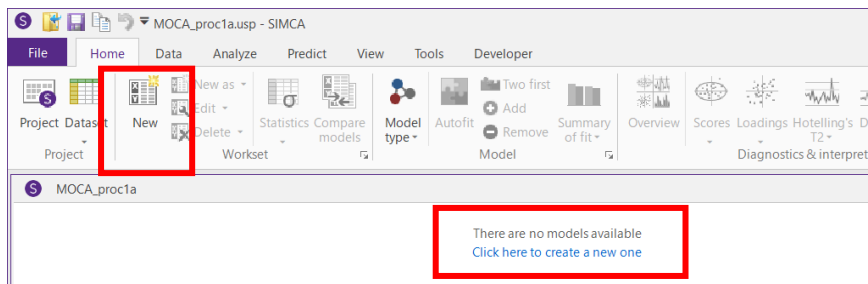 MOCA_proc1a.usp - SIMCA
File Home Data Analyze Predict View Tools Developer
New as Two first
Edit Add
Project Dataset New Delete Statistics Compare models Model type Autofit Remove Summary of fit Overview Scores Loadings Hotelling's T2 D
Project Workset Model Diagnostics & interpret
S MOCA_proc1a
There are no models available
Click here to create a new one